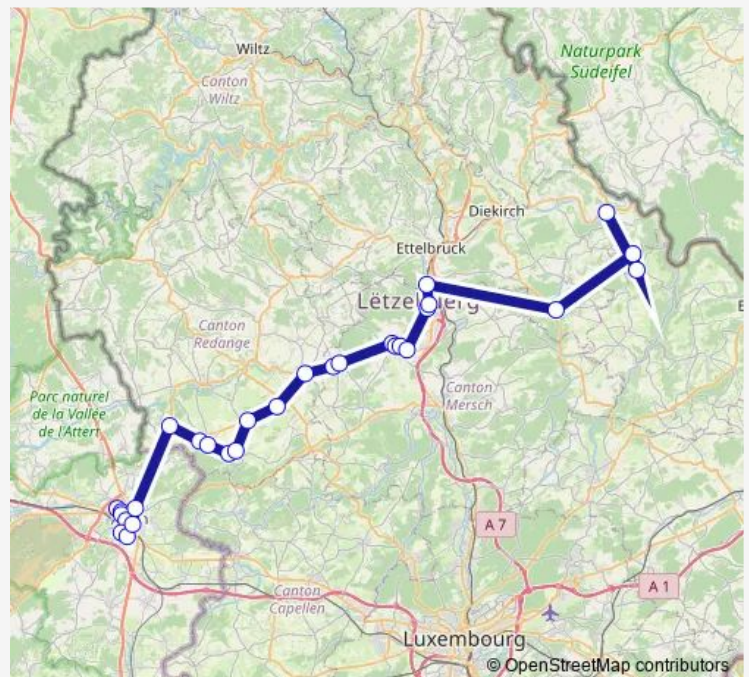 Wiltz
Naturpark
Südeifel
Canton
Wiltz
Diekirch
Ettelbruck
Canton
Redange
Parc naturel
de la Vallée
de l'Attert
Canton
Mersch
A 7
A 1
Canton
Capellen
Luxembourg
© OpenStreetMap contributors